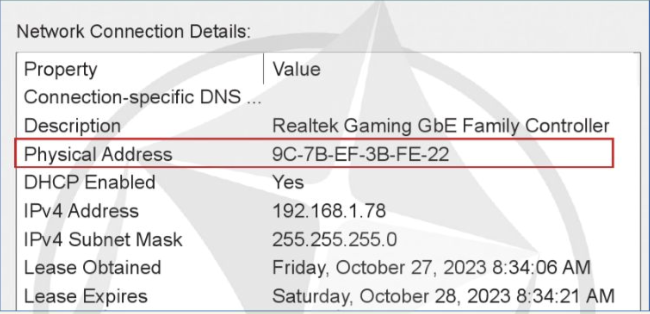 Network Connection Details:
Property Value
Connection-specific DNS ...
Description Realtek Gaming GbE Family Controller
Physical Address 9C-7B-EF-3B-FE-22
DHCP Enabled Yes
IPv4 Address 192.168.1.78
IPv4 Subnet Mask 255.255.255.0
Lease Obtained Friday, October 27, 2023 8:34:06 AM
Lease Expires Saturday, October 28, 2023 8:34:21 AM